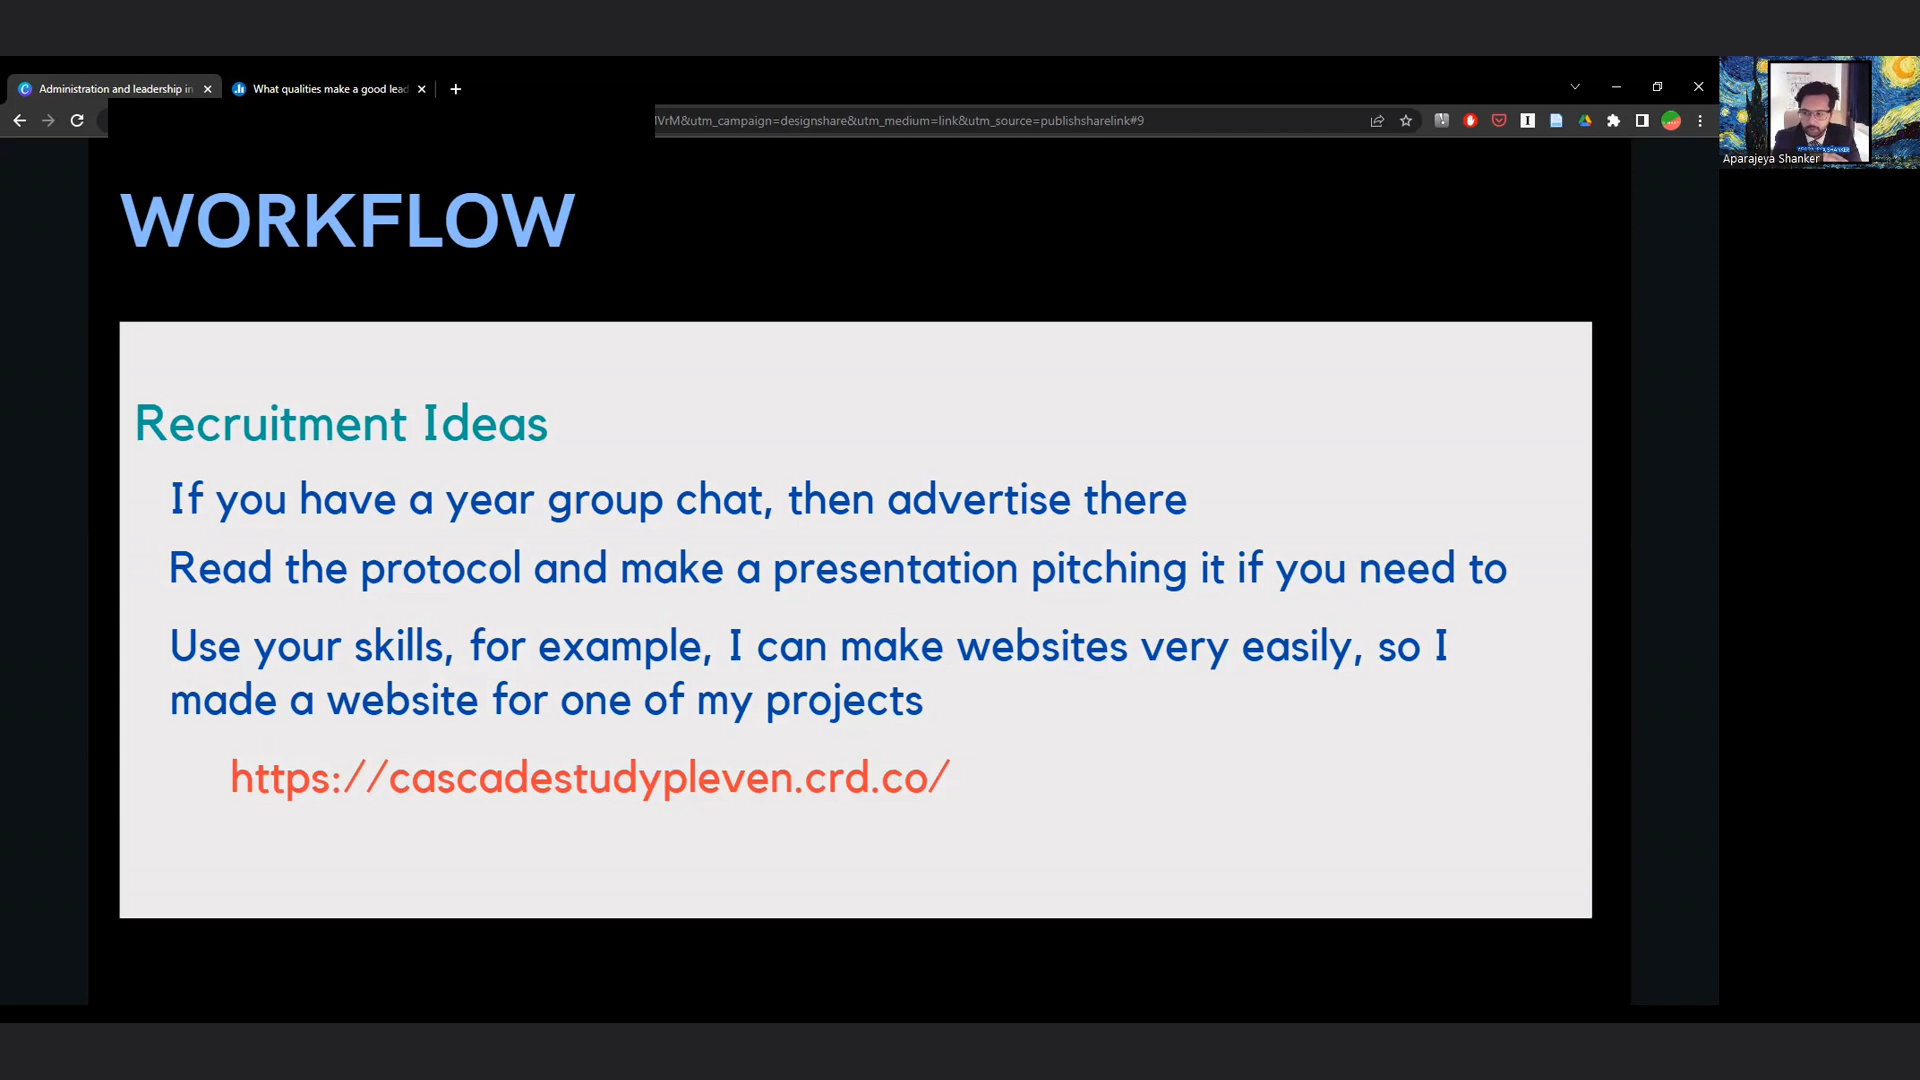 Administration and leadership in
What qualities make a good lead
VrM&utm_campaign=designshare&utm_medium=link&utm_source=publishsharelink#9
Aparajeya Shanker
WORKFLOW
Recruitment Ideas
If you have a year group chat, then advertise there
Read the protocol and make a presentation pitching it if you need to
Use your skills, for example, I can make websites very easily, so I
made a website for one of my projects
https://cascadestudypleven.crd.co/